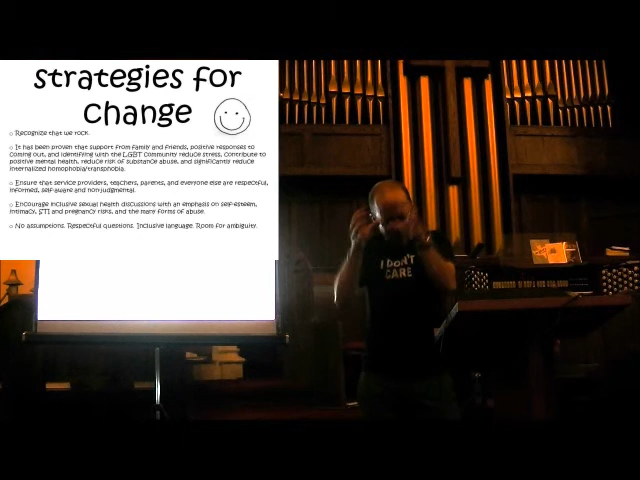 strategies for
change
o Recognize that we rock.
o It has been proven that support from family and friends, positive responses to
coming out, and identifying with the LGBT community reduce stress, contribute to
positive mental health, reduce risk of substance abuse, and significantly reduce
internalized homophobia/transphobia.
o Ensure that service providers, teachers, parents, and everyone else are respectful,
informed, self-aware and non-judgmental.
o Encourage inclusive sexual health discussions with an emphasis on self-esteem,
intimacy, STI and pregnancy risks, and the many forms of abuse.
o No assumptions. Respectful questions. Inclusive language. Room for ambiguity.
I DON'T
CARE